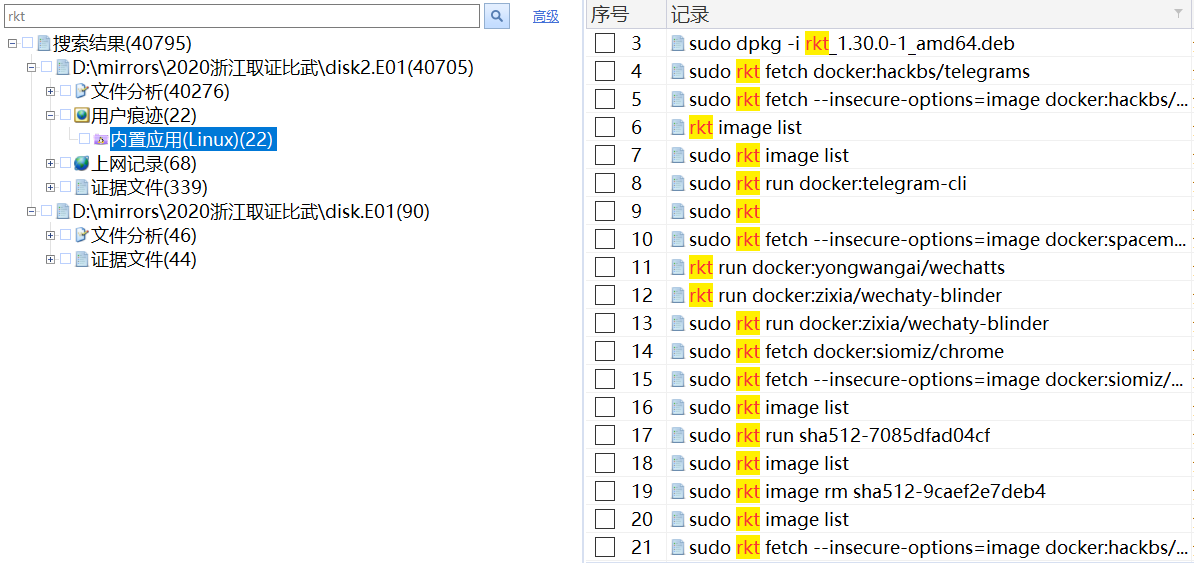 rkt
高级
搜索结果(40795)
D:\mirrors\2020浙江取证比武\disk2.E01(40705)
文件分析(40276)
用户痕迹(22)
内置应用(Linux)(22)
上网记录(68)
证据文件(339)
D:\mirrors\2020浙江取证比武\disk.E01(90)
文件分析(46)
证据文件(44)
序号 记录
3 sudo dpkg -i rkt_1.30.0-1_amd64.deb
4 sudo rkt fetch docker:hackbs/telegrams
5 sudo rkt fetch --insecure-options=image docker:hackbs/...
6 rkt image list
7 sudo rkt image list
8 sudo rkt run docker:telegram-cli
9 sudo rkt
10 sudo rkt fetch --insecure-options=image docker:spacem...
11 rkt run docker:yongwangai/wechatts
12 rkt run docker:zixia/wechaty-blinder
13 sudo rkt run docker:zixia/wechaty-blinder
14 sudo rkt fetch docker:siomiz/chrome
15 sudo rkt fetch --insecure-options=image docker:siomiz/...
16 sudo rkt image list
17 sudo rkt run sha512-7085dfad04cf
18 sudo rkt image list
19 sudo rkt image rm sha512-9caef2e7deb4
20 sudo rkt image list
21 sudo rkt fetch --insecure-options=image docker:hackbs/...